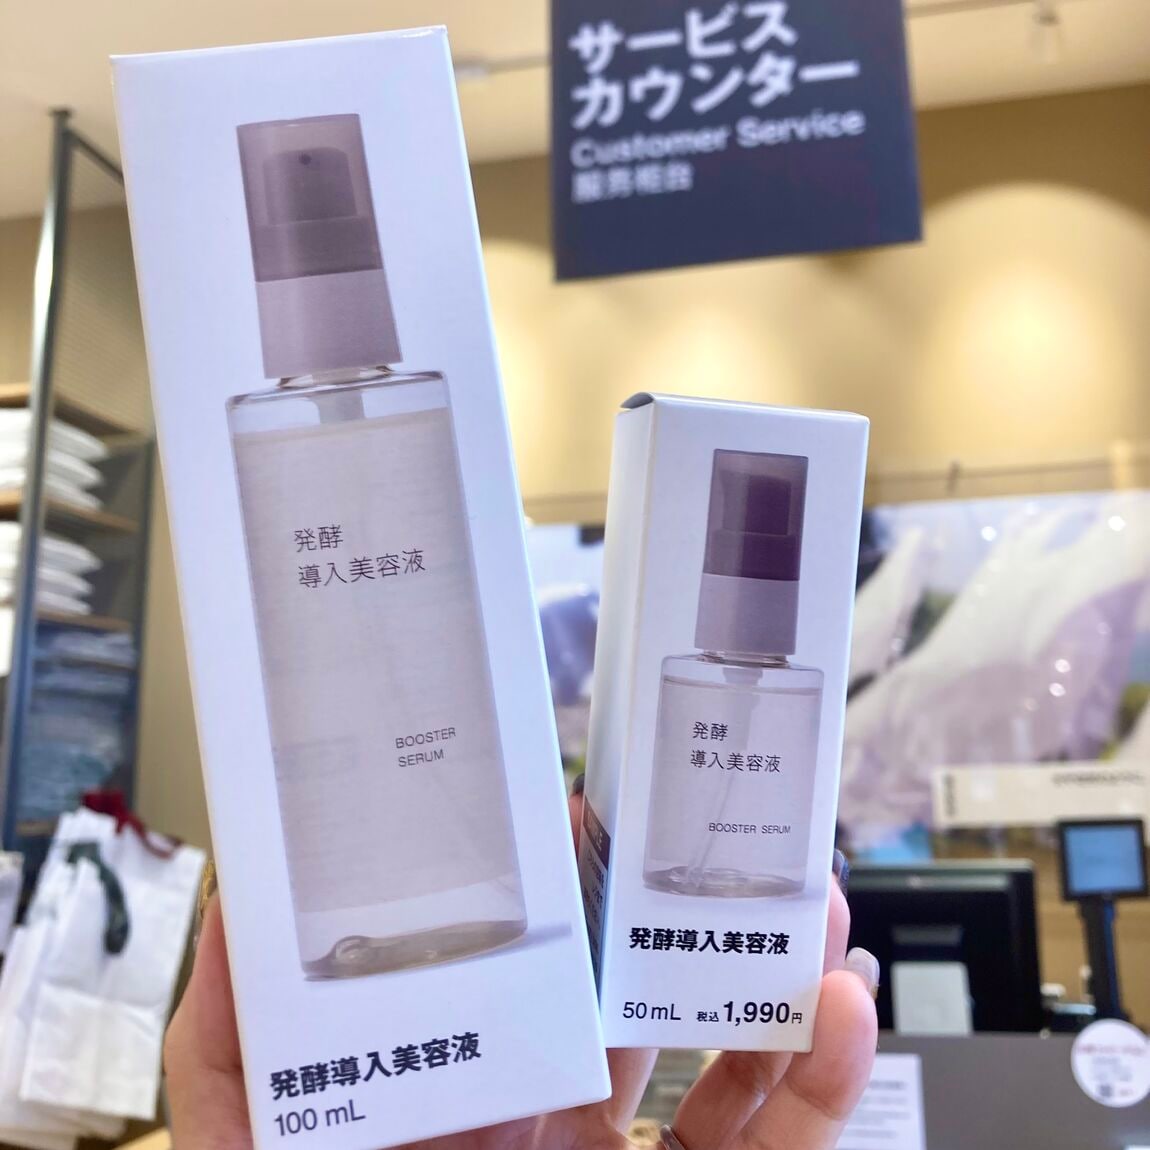 サービス
カウンター
Customer Service
服务柜台
発酵
導入美容液
BOOSTER
SERUM
発酵導入美容液
100 mL
発酵
導入美容液
BOOSTER SERUM
発酵導入美容液
50 mL 税込 1,990円